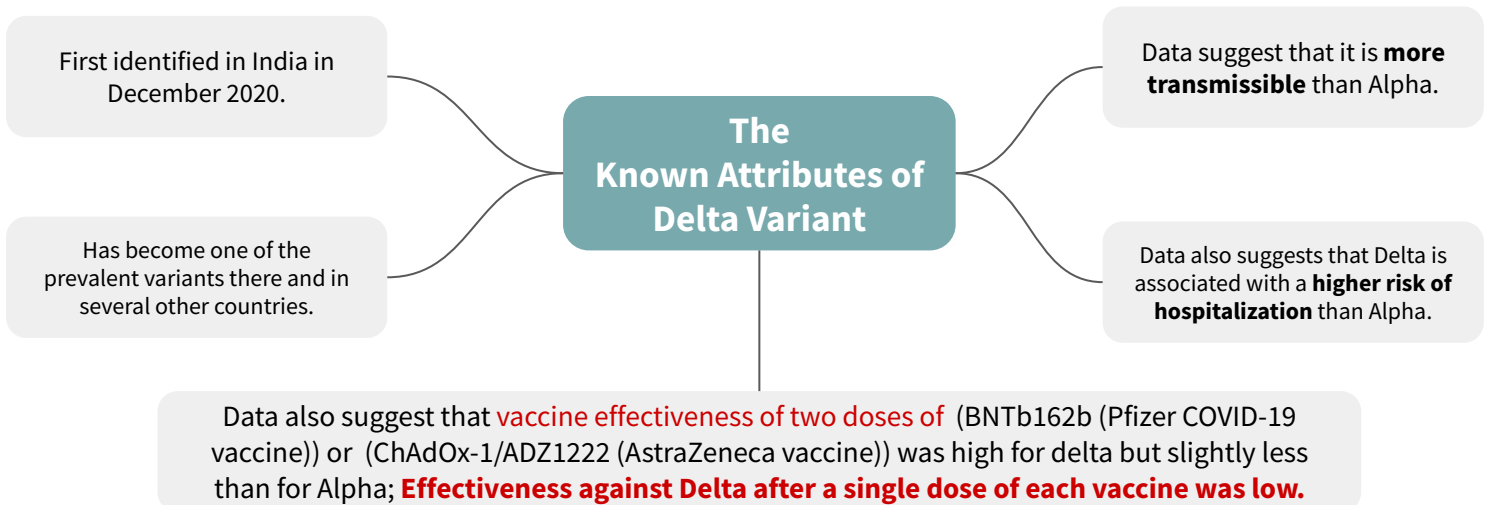 The
Known Attributes of
Delta Variant
First identified in India in
December 2020.
Has become one of the
prevalent variants there and in
several other countries.
Data suggest that it is more
transmissible than Alpha.
Data also suggests that Delta is
associated with a higher risk of
hospitalization than Alpha.
Data also suggest that vaccine effectiveness of two doses of (BNTb162b (Pfizer COVID-19
vaccine)) or (ChAdOx-1/ADZ1222 (AstraZeneca vaccine)) was high for delta but slightly less
than for Alpha; Effectiveness against Delta after a single dose of each vaccine was low.